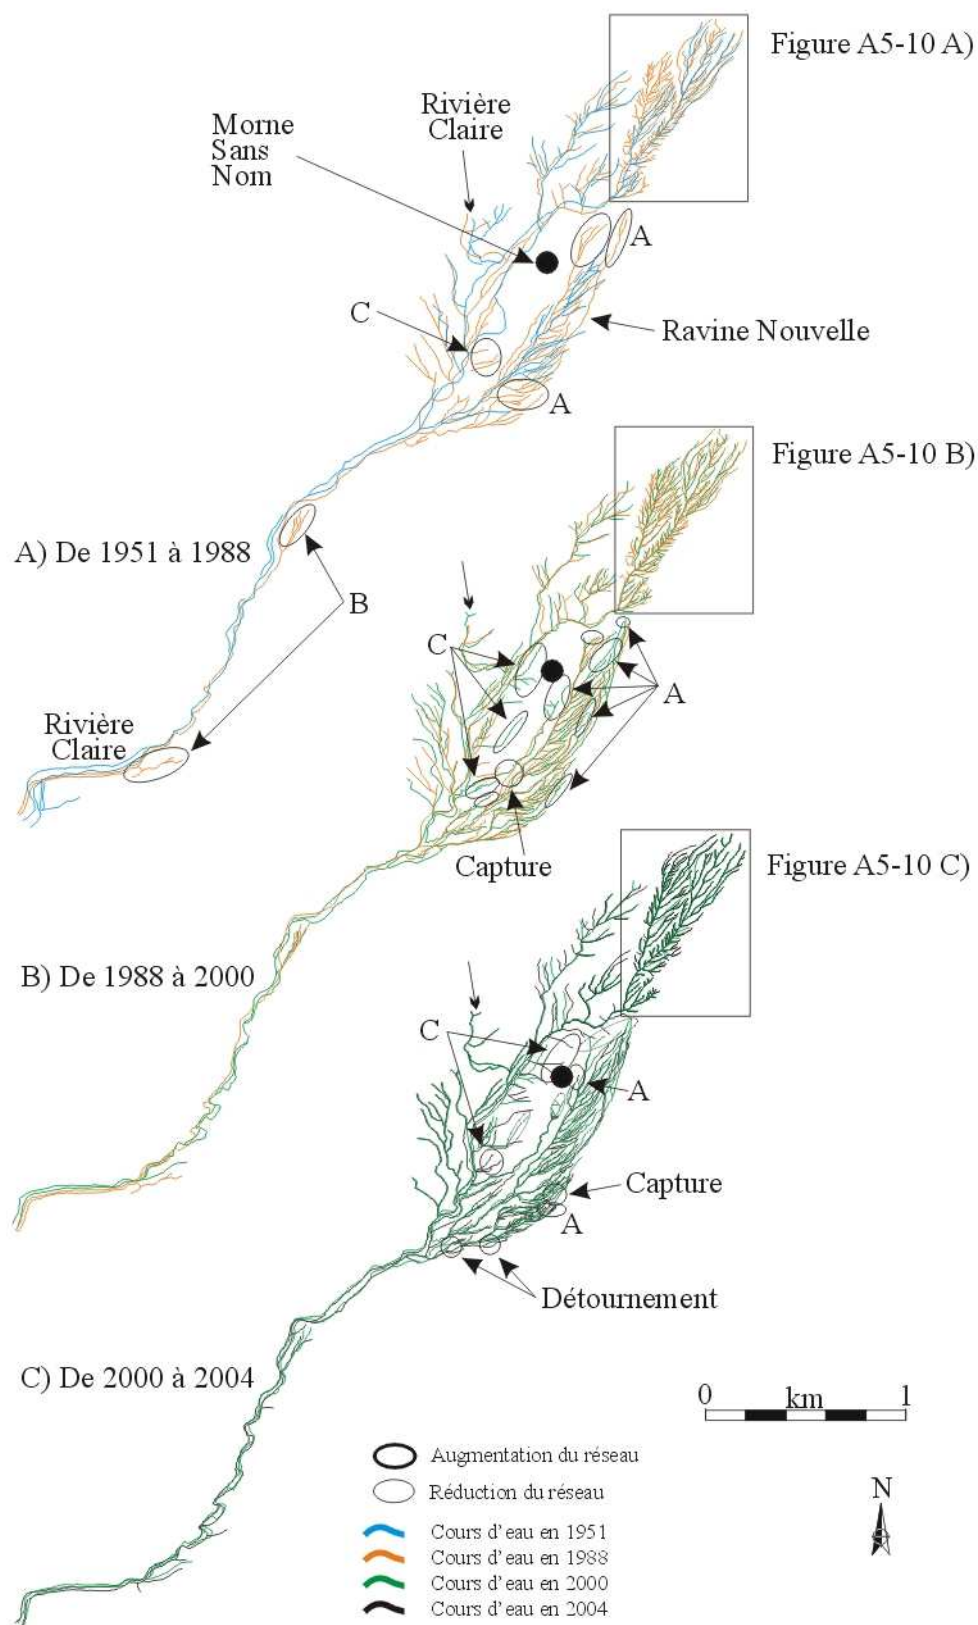 Figure A5-10 A)
Rivière
Claire
Morne
Sans
Nom
A
C
Ravine Nouvelle
A
Figure A5-10 B)
A) De 1951 à 1988
B
C
A
Rivière
Claire
Capture
Figure A5-10 C)
B) De 1988 à 2000
C
A
Capture
A
Détournement
C) De 2000 à 2004
0 km 1
Augmentation du réseau
Réduction du réseau
N
Cours d'eau en 1951
Cours d'eau en 1988
Cours d'eau en 2000
Cours d'eau en 2004